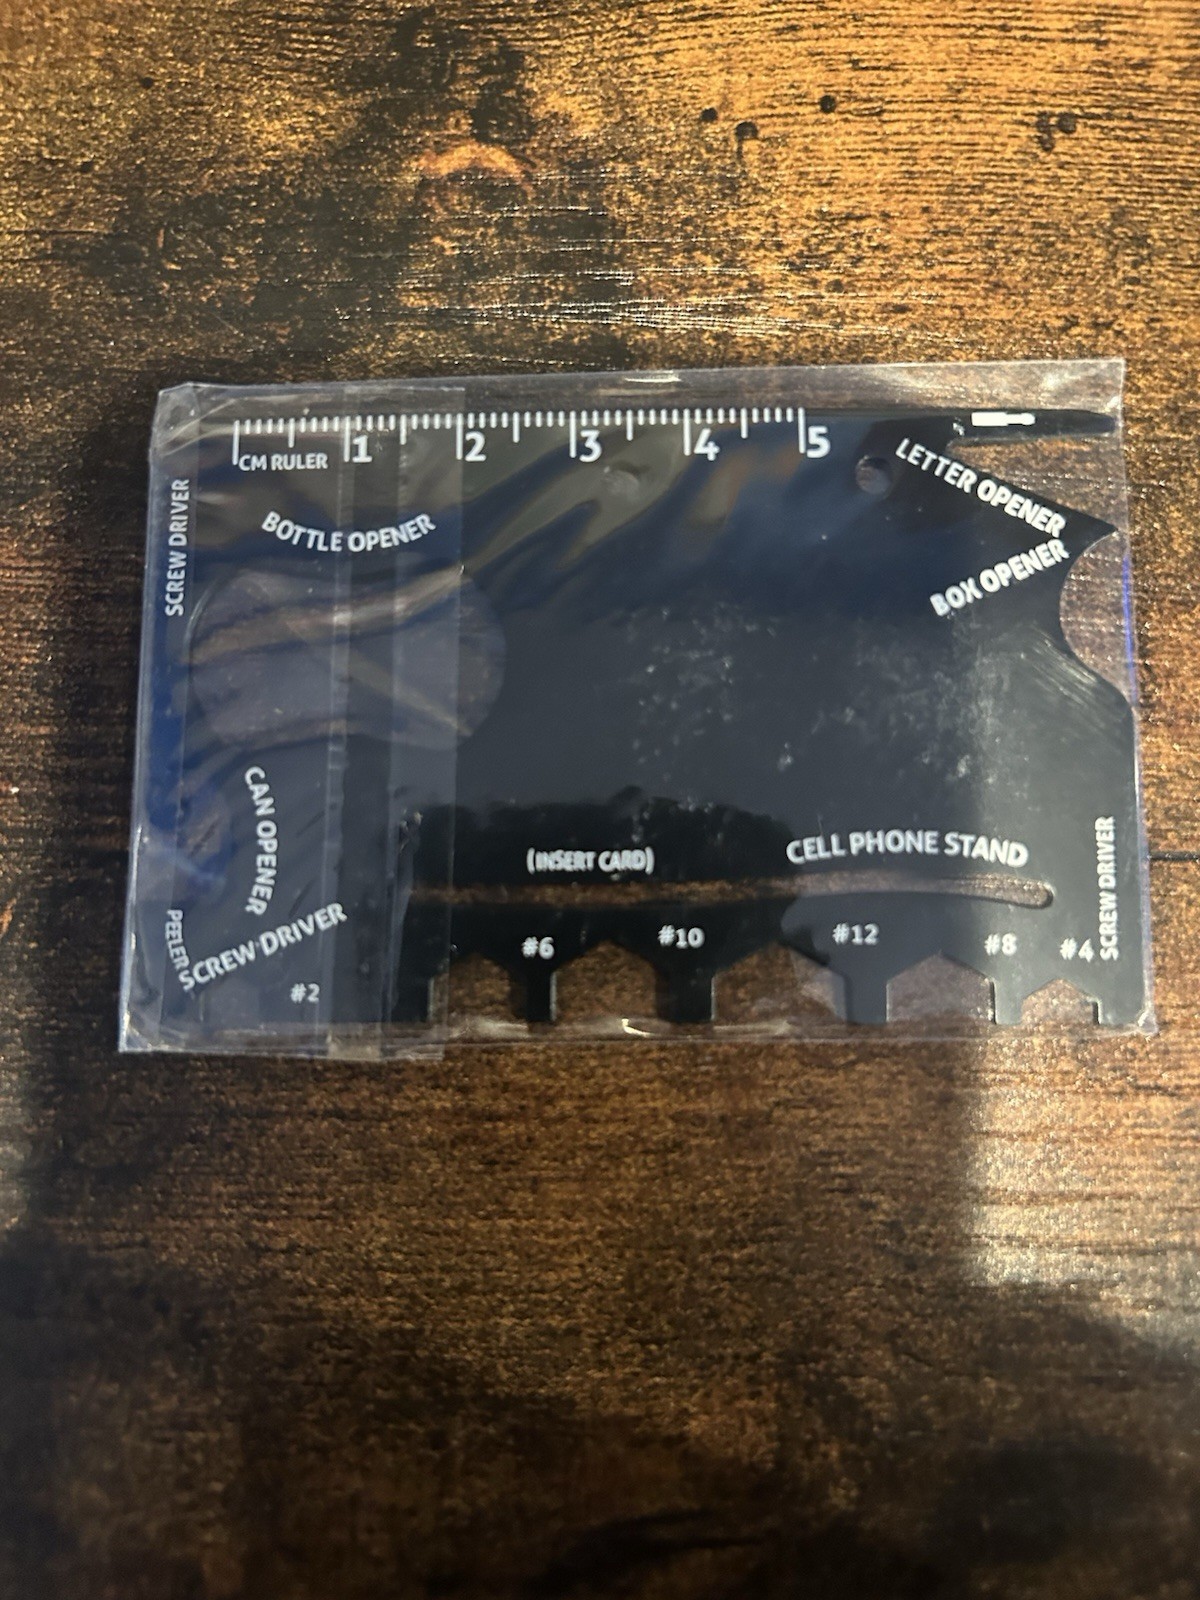 1 2 3 4 5
CM RULER
LETTER OPENER
BOX OPENER
BOTTLE OPENER
SCREW DRIVER
CAN OPENER
(INSERT CARD)
CELL PHONE STAND
SCREW DRIVER
PEELER
SCREW DRIVER
#2
#6
#10
#12
#8
#4